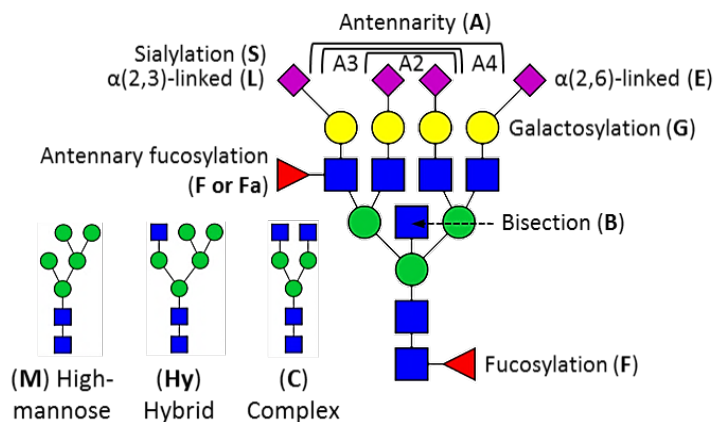 Antennarity (A)
Sialylation (S)
α(2,3)-linked (L)
A3
A2
A4
α(2,6)-linked (E)
Galactosylation (G)
Antennary fucosylation
(F or Fa)
Bisection (B)
Fucosylation (F)
(M) High-
mannose
(Hy)
Hybrid
(C)
Complex